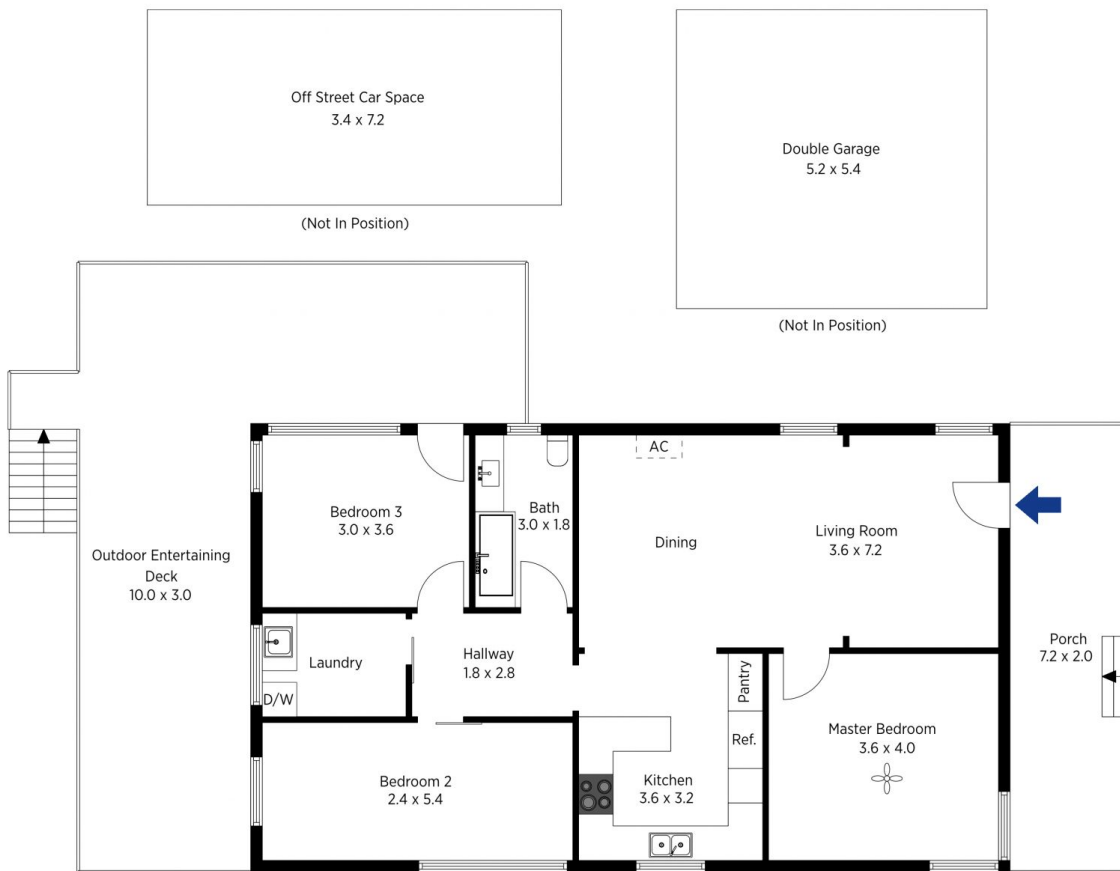 Off Street Car Space
3.4 x 7.2
(Not In Position)
Double Garage
5.2 x 5.4
(Not In Position)
AC
Bedroom 3
3.0 x 3.6
Bath
3.0 x 1.8
Dining
Living Room
3.6 x 7.2
Outdoor Entertaining
Deck
10.0 x 3.0
Laundry
D/W
Hallway
1.8 x 2.8
Pantry
Ref.
Porch
7.2 x 2.0
Master Bedroom
3.6 x 4.0
Bedroom 2
2.4 x 5.4
Kitchen
3.6 x 3.2